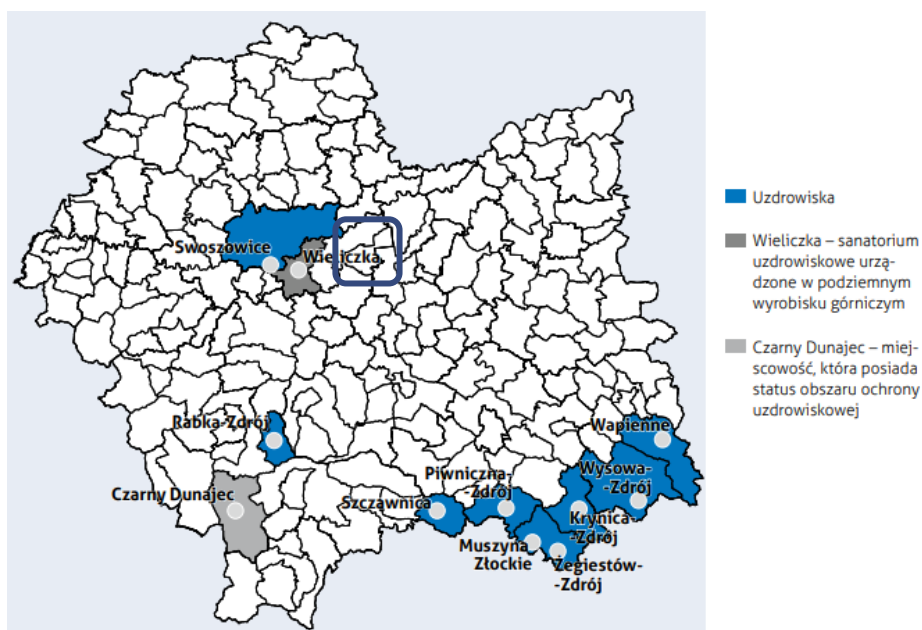 Swoszowice
Wieliczka
Rabka-Zdrój
Czarny Dunajec
Szczawnica
Piwniczna-
-Zdrój
Muszyna
Złockie
Żegiestów-
-Zdrój
Krynica-
-Zdrój
Wysowa-
-Zdrój
Wapienne
Uzdrowiska
Wieliczka – sanatorium
uzdrowiskowe urzą-
dzone w podziemnym
wyrobisku górniczym
Czarny Dunajec – miej-
scowość, która posiada
status obszaru ochrony
uzdrowiskowej